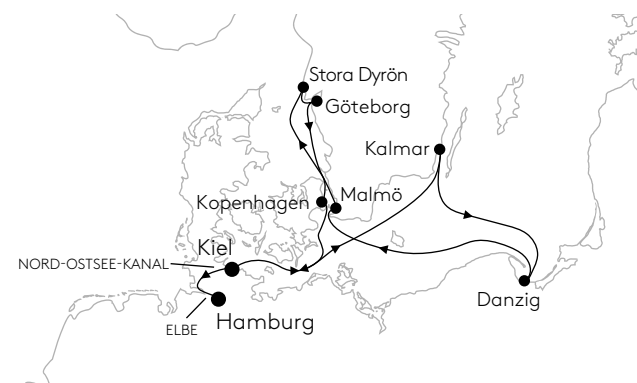 Stora Dyrön
Göteborg
Kalmar
Kopenhagen
Malmö
Kiel
NORD-OSTSEE-KANAL
Danzig
Hamburg
ELBE